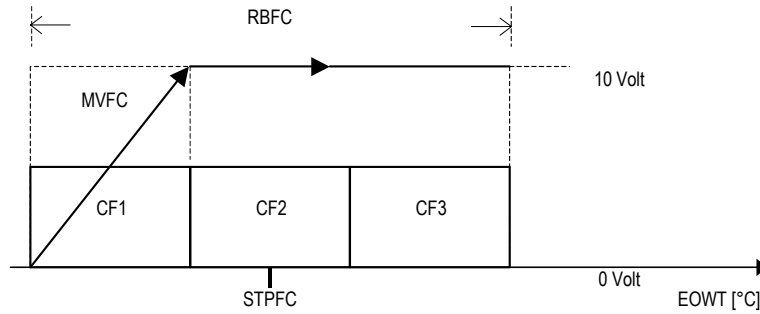 RBFC
10 Volt
MVFC
CF1
CF2
CF3
0 Volt
STPFC
EOWT [°C]